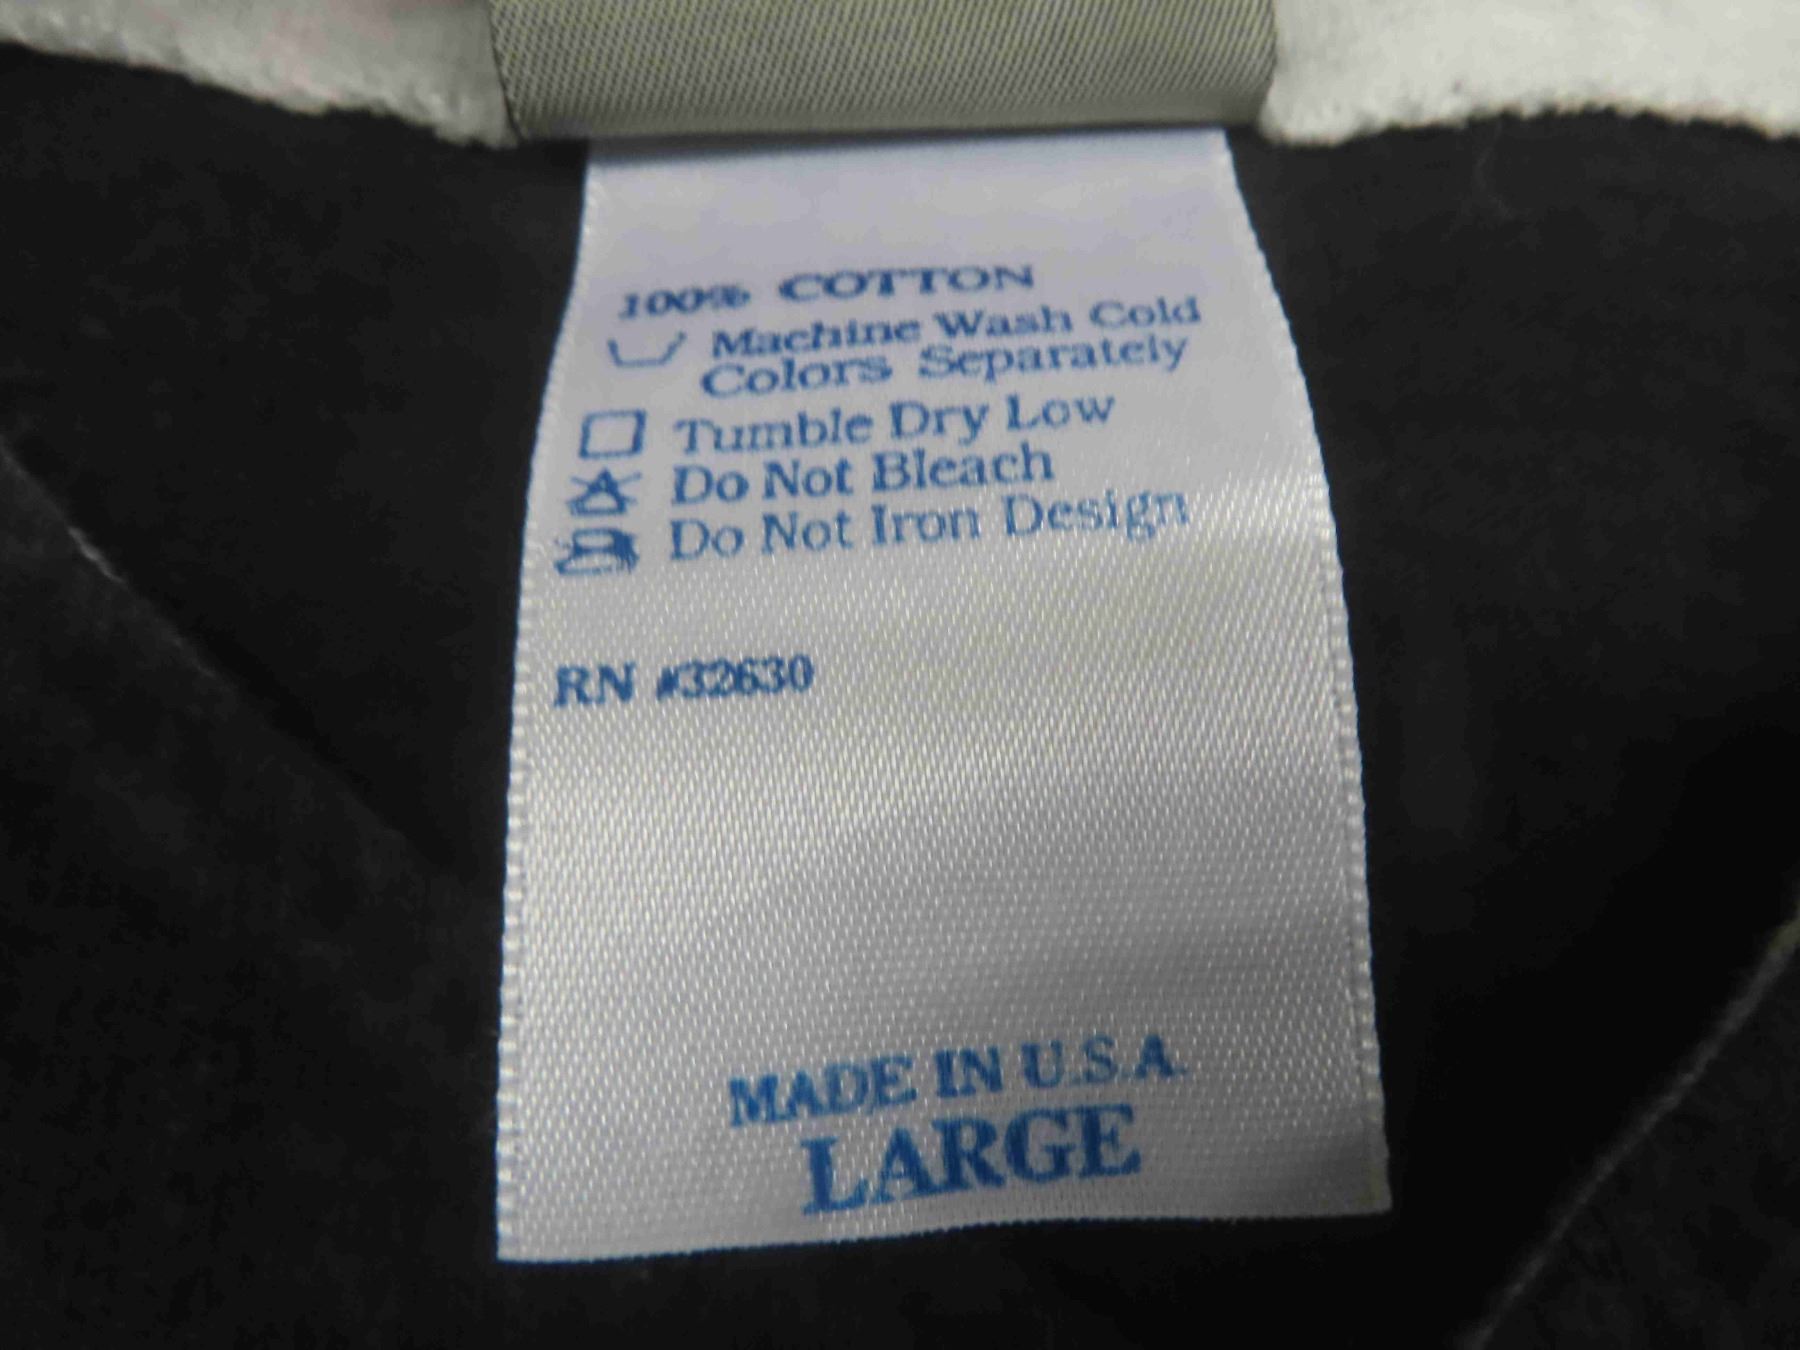 100% COTTON
Machine Wash Cold
Colors Separately
Tumble Dry Low
Do Not Bleach
Do Not Iron Design
RN #32630
MADE IN U.S.A.
LARGE